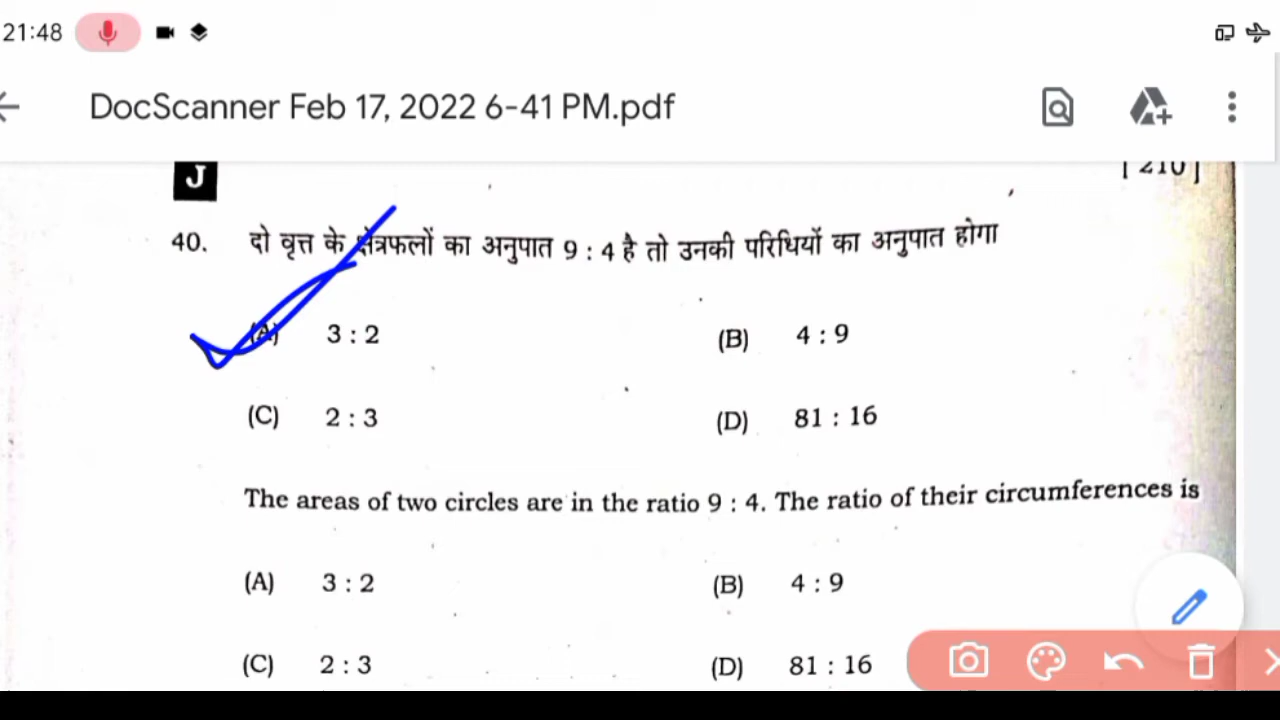 21:48
DocScanner Feb 17, 2022 6-41 PM.pdf
J
[ 210 ]
40. दो वृत्त के क्षेत्रफलों का अनुपात 9 : 4 है तो उनकी परिधियों का अनुपात होगा
(A) 3 : 2 (B) 4 : 9
(C) 2 : 3 (D) 81 : 16
The areas of two circles are in the ratio 9 : 4. The ratio of their circumferences is
(A) 3 : 2 (B) 4 : 9
(C) 2 : 3 (D) 81 : 16